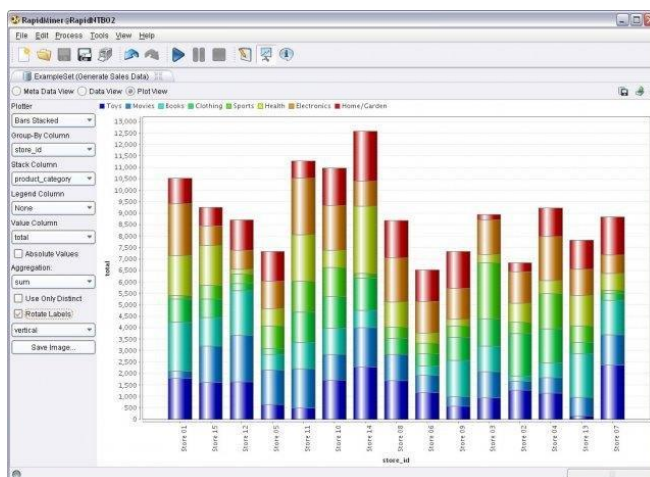 RapidMiner@RapidNTB02
File Edit Process Tools View Help
ExampleSet (Generate Sales Data)
Meta Data View Data View Plot View
Plotter
Bars Stacked
Group-By Column
store_id
Stack Column
product_category
Legend Column
None
Value Column
total
Absolute Values
Aggregation:
sum
Use Only Distinct
Rotate Labels
vertical
Save Image...
Toys Movies Books Clothing Sports Health Electronics Home/Garden
13,000
12,500
12,000
11,500
11,000
10,500
10,000
9,500
9,000
8,500
8,000
7,500
7,000
6,500
6,000
5,500
5,000
4,500
4,000
3,500
3,000
2,500
2,000
1,500
1,000
500
0
total
Store 01 Store 15 Store 12 Store 05 Store 11 Store 10 Store 14 Store 08 Store 06 Store 09 Store 03 Store 02 Store 04 Store 13 Store 07
store_id